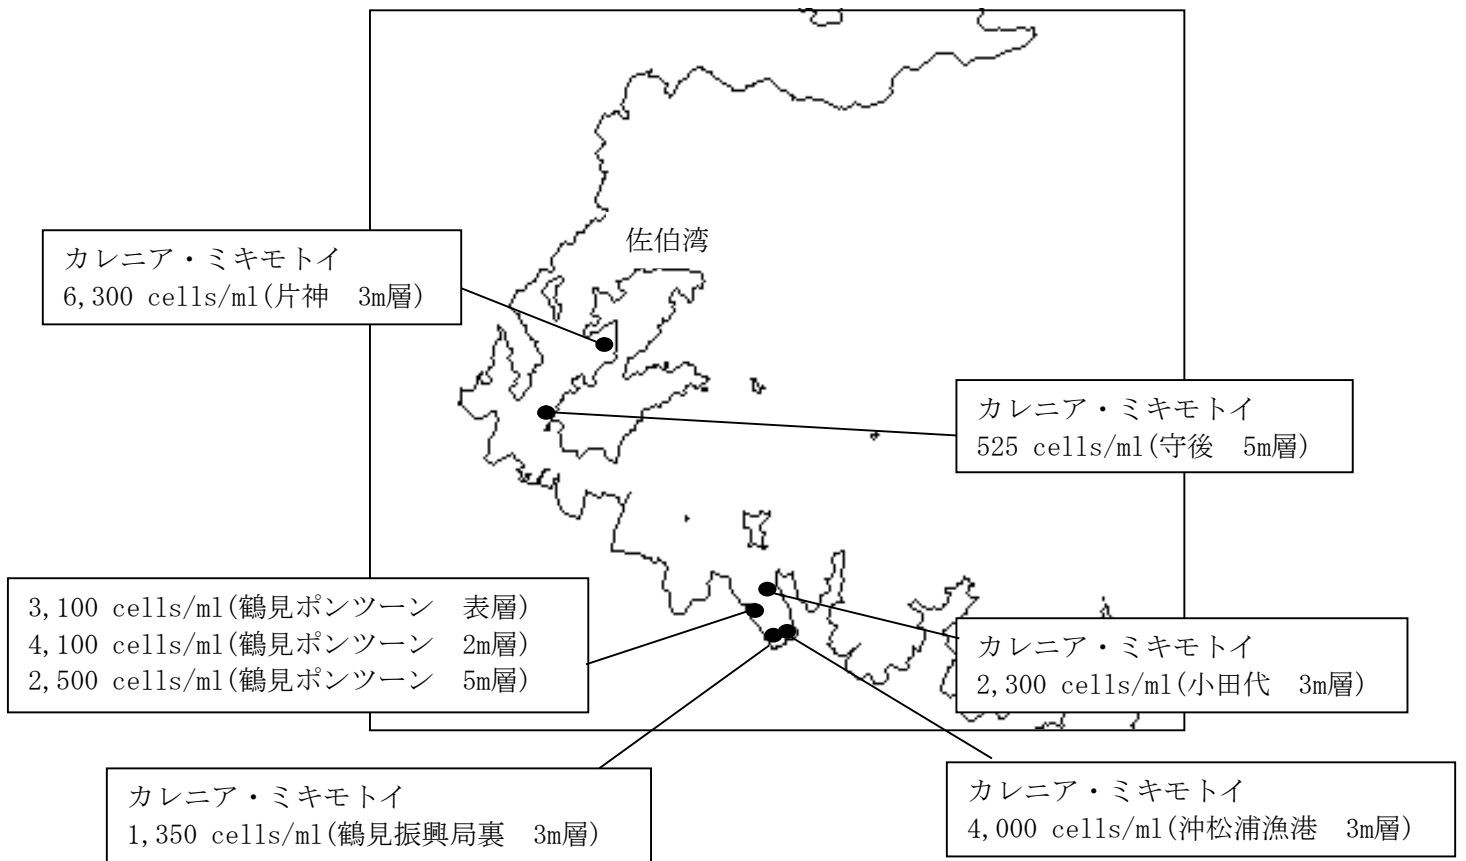 佐伯湾
カレニア・ミキモトイ
6,300 cells/ml(片神　3m層)
カレニア・ミキモトイ
525 cells/ml(守後　5m層)
3,100 cells/ml(鶴見ポンツーン　表層)
4,100 cells/ml(鶴見ポンツーン　2m層)
2,500 cells/ml(鶴見ポンツーン　5m層)
カレニア・ミキモトイ
2,300 cells/ml(小田代　3m層)
カレニア・ミキモトイ
1,350 cells/ml(鶴見振興局裏　3m層)
カレニア・ミキモトイ
4,000 cells/ml(沖松浦漁港　3m層)